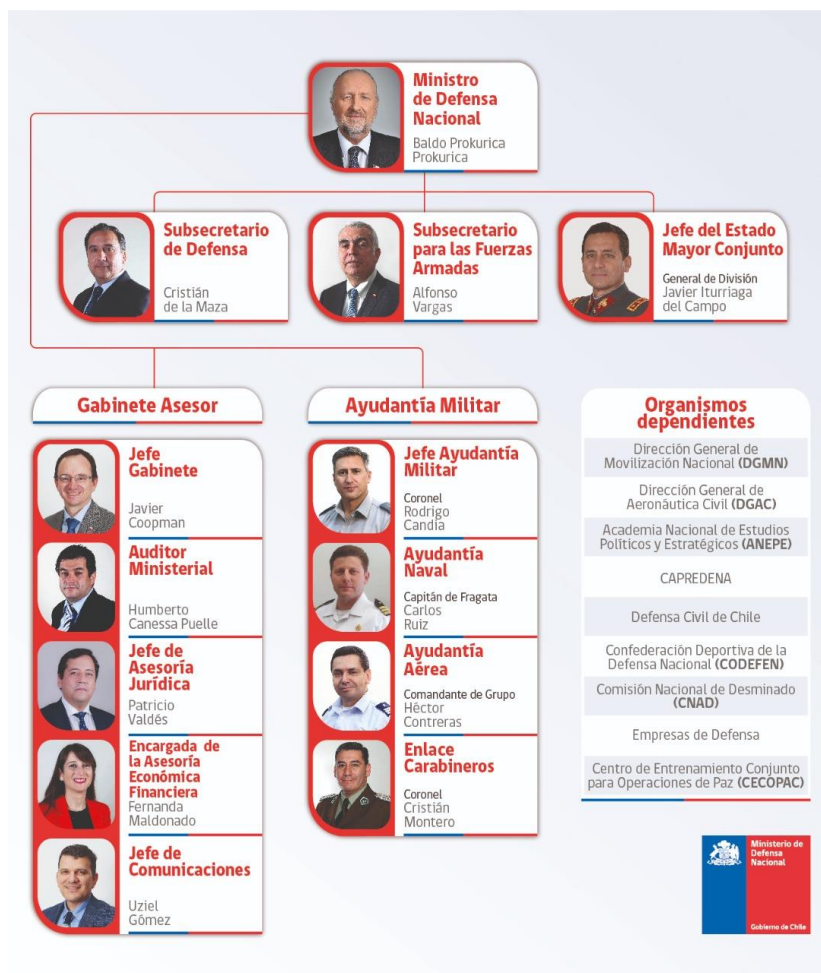 Ministro
de Defensa
Nacional
Baldo Prokurica
Prokurica
Subsecretario
de Defensa
Cristián
de la Maza
Subsecretario
para las Fuerzas
Armadas
Alfonso
Vargas
Jefe del Estado
Mayor Conjunto
General de División
Javier Iturriaga
del Campo
Gabinete Asesor
Jefe
Gabinete
Javier
Coopman
Auditor
Ministerial
Humberto
Canessa Puelle
Jefe de
Asesoría
Jurídica
Patricio
Valdés
Encargada de
la Asesoría
Económica
Financiera
Fernanda
Maldonado
Jefe de
Comunicaciones
Uziel
Gómez
Ayudantía Militar
Jefe Ayudantía
Militar
Coronel
Rodrigo
Candia
Ayudantía
Naval
Capitán de Fragata
Carlos
Ruiz
Ayudantía
Aérea
Comandante de Grupo
Héctor
Contreras
Enlace
Carabineros
Coronel
Cristián
Montero
Organismos
dependientes
Dirección General de
Movilización Nacional (DGMN)
Dirección General de
Aeronáutica Civil (DGAC)
Academia Nacional de Estudios
Políticos y Estratégicos (ANEPE)
CAPREDENA
Defensa Civil de Chile
Confederación Deportiva de la
Defensa Nacional (CODEFEN)
Comisión Nacional de Desminado
(CNAD)
Empresas de Defensa
Centro de Entrenamiento Conjunto
para Operaciones de Paz (CECOPAC)
Ministerio de
Defensa
Nacional
Gobierno de Chile